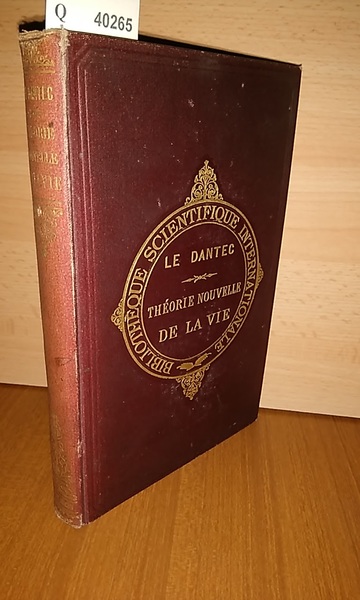 Q 40265
BIBLIOTHÈQUE SCIENTIFIQUE INTERNATIONALE
LE DANTEC
THÉORIE NOUVELLE
DE LA VIE